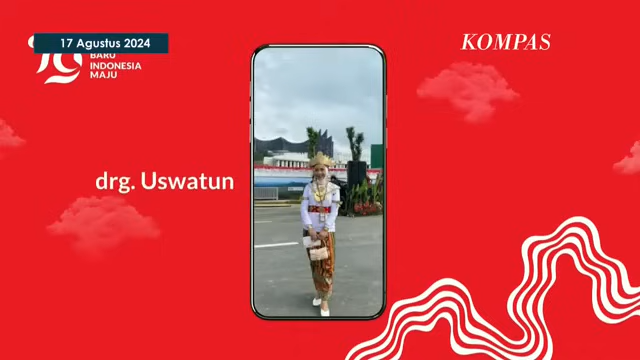 17 Agustus 2024
BARU
INDONESIA
MAJU
KOMPAS
drg. Uswatun